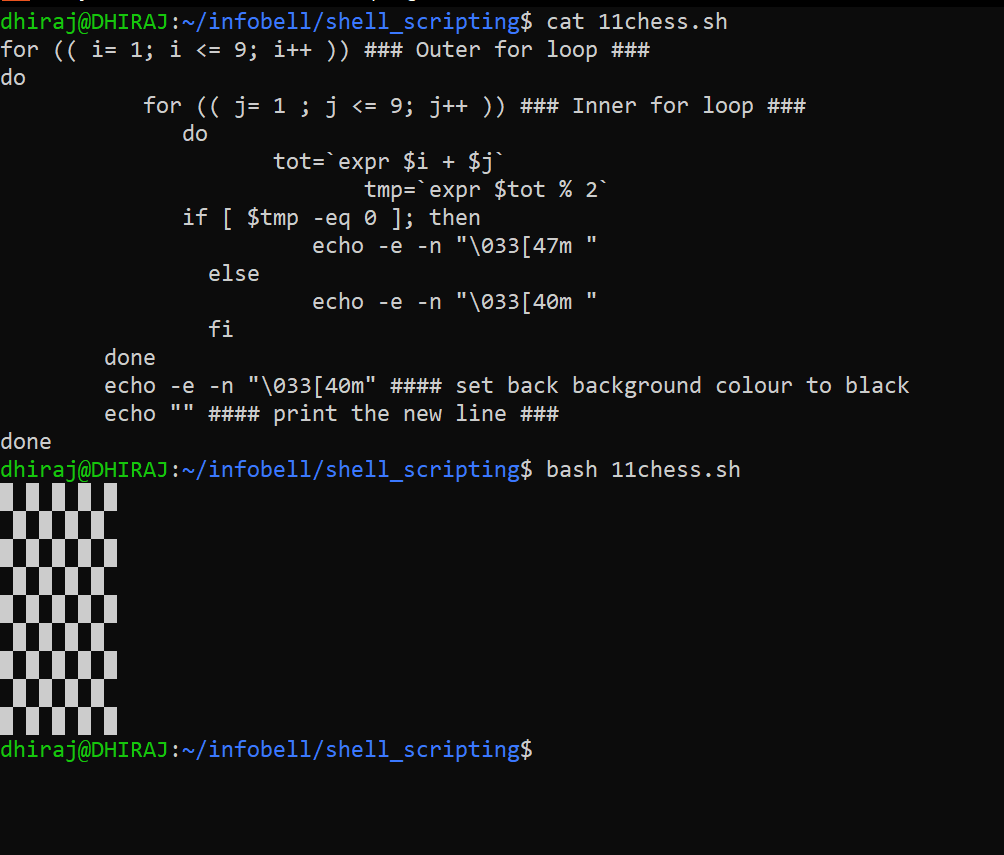 dhiraj@DHIRAJ:~/infobell/shell_scripting$ cat 11chess.sh
for (( i= 1; i <= 9; i++ )) ### Outer for loop ###
do
           for (( j= 1 ; j <= 9; j++ )) ### Inner for loop ###
              do
                     tot=`expr $i + $j`
                            tmp=`expr $tot % 2`
              if [ $tmp -eq 0 ]; then
                        echo -e -n "\033[47m "
                else
                        echo -e -n "\033[40m "
                fi
        done
        echo -e -n "\033[40m" #### set back background colour to black
        echo "" #### print the new line ###
done
dhiraj@DHIRAJ:~/infobell/shell_scripting$ bash 11chess.sh
dhiraj@DHIRAJ:~/infobell/shell_scripting$